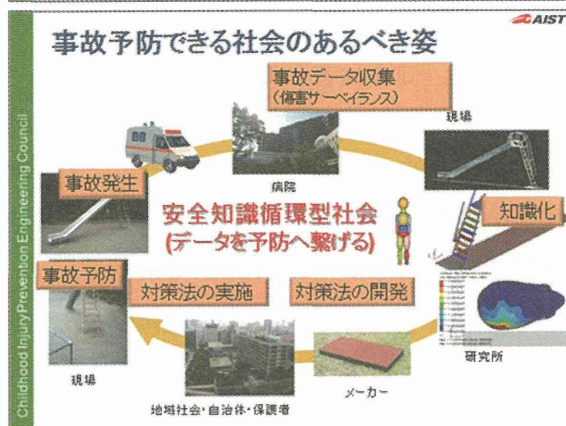 AIST
事故予防できる社会のあるべき姿
事故データ収集
(傷害サーベイランス)
現場
病院
事故発生
安全知識循環型社会
(データを予防へ繋げる)
知識化
事故予防
対策法の実施
対策法の開発
研究所
メーカー
現場
地域社会・自治体・保護者
Childhood Injury Prevention Engineering Council